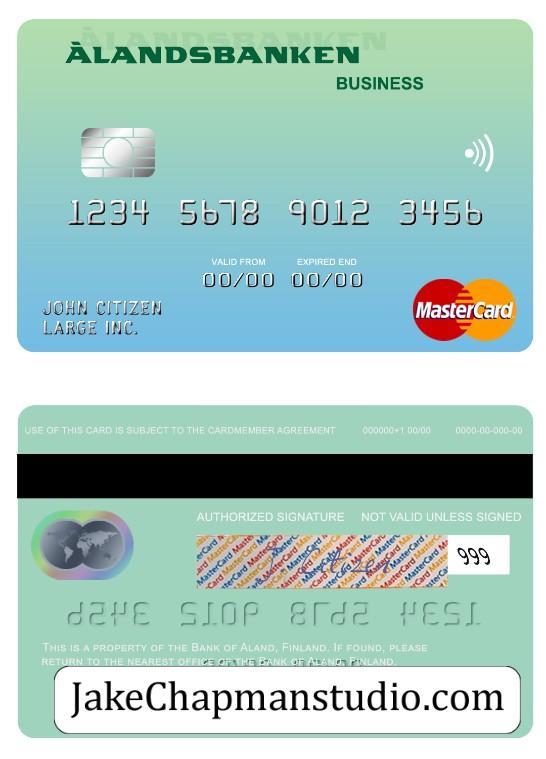 ÀLANDSBANKEN
BUSINESS
1234 5678 9012 3456
VALID FROM EXPIRED END
00/00 00/00
JOHN CITIZEN
LARGE INC.
MasterCard
USE OF THIS CARD IS SUBJECT TO THE CARDMEMBER AGREEMENT 000000+1 00/00 0000-00-000-00
AUTHORIZED SIGNATURE NOT VALID UNLESS SIGNED
MasterCard
Citizen
999
THIS IS A PROPERTY OF THE BANK OF ALAND, FINLAND. IF FOUND, PLEASE
RETURN TO THE NEAREST OFFICE OF THE BANK OF ALAND, FINLAND.
JakeChapmanstudio.com